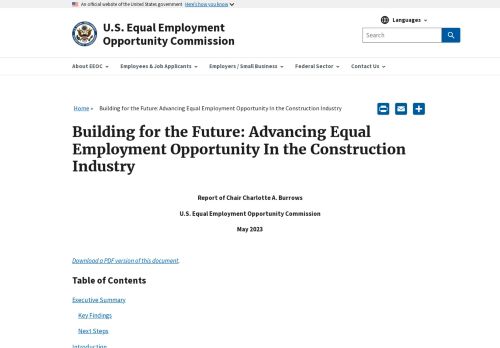 An official website of the United States government Here's how you know
U.S. Equal Employment
Opportunity Commission
Languages
Search
About EEOC
Employees & Job Applicants
Employers / Small Business
Federal Sector
Contact Us
Home » Building for the Future: Advancing Equal Employment Opportunity In the Construction Industry
Building for the Future: Advancing Equal
Employment Opportunity In the Construction
Industry
Report of Chair Charlotte A. Burrows
U.S. Equal Employment Opportunity Commission
May 2023
Download a PDF version of this document.
Table of Contents
Executive Summary
Key Findings
Next Steps
Introduction